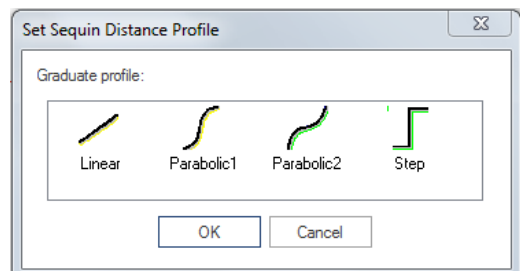 Set Sequin Distance Profile
Graduate profile:
Linear Parabolic1 Parabolic2 Step
OK Cancel